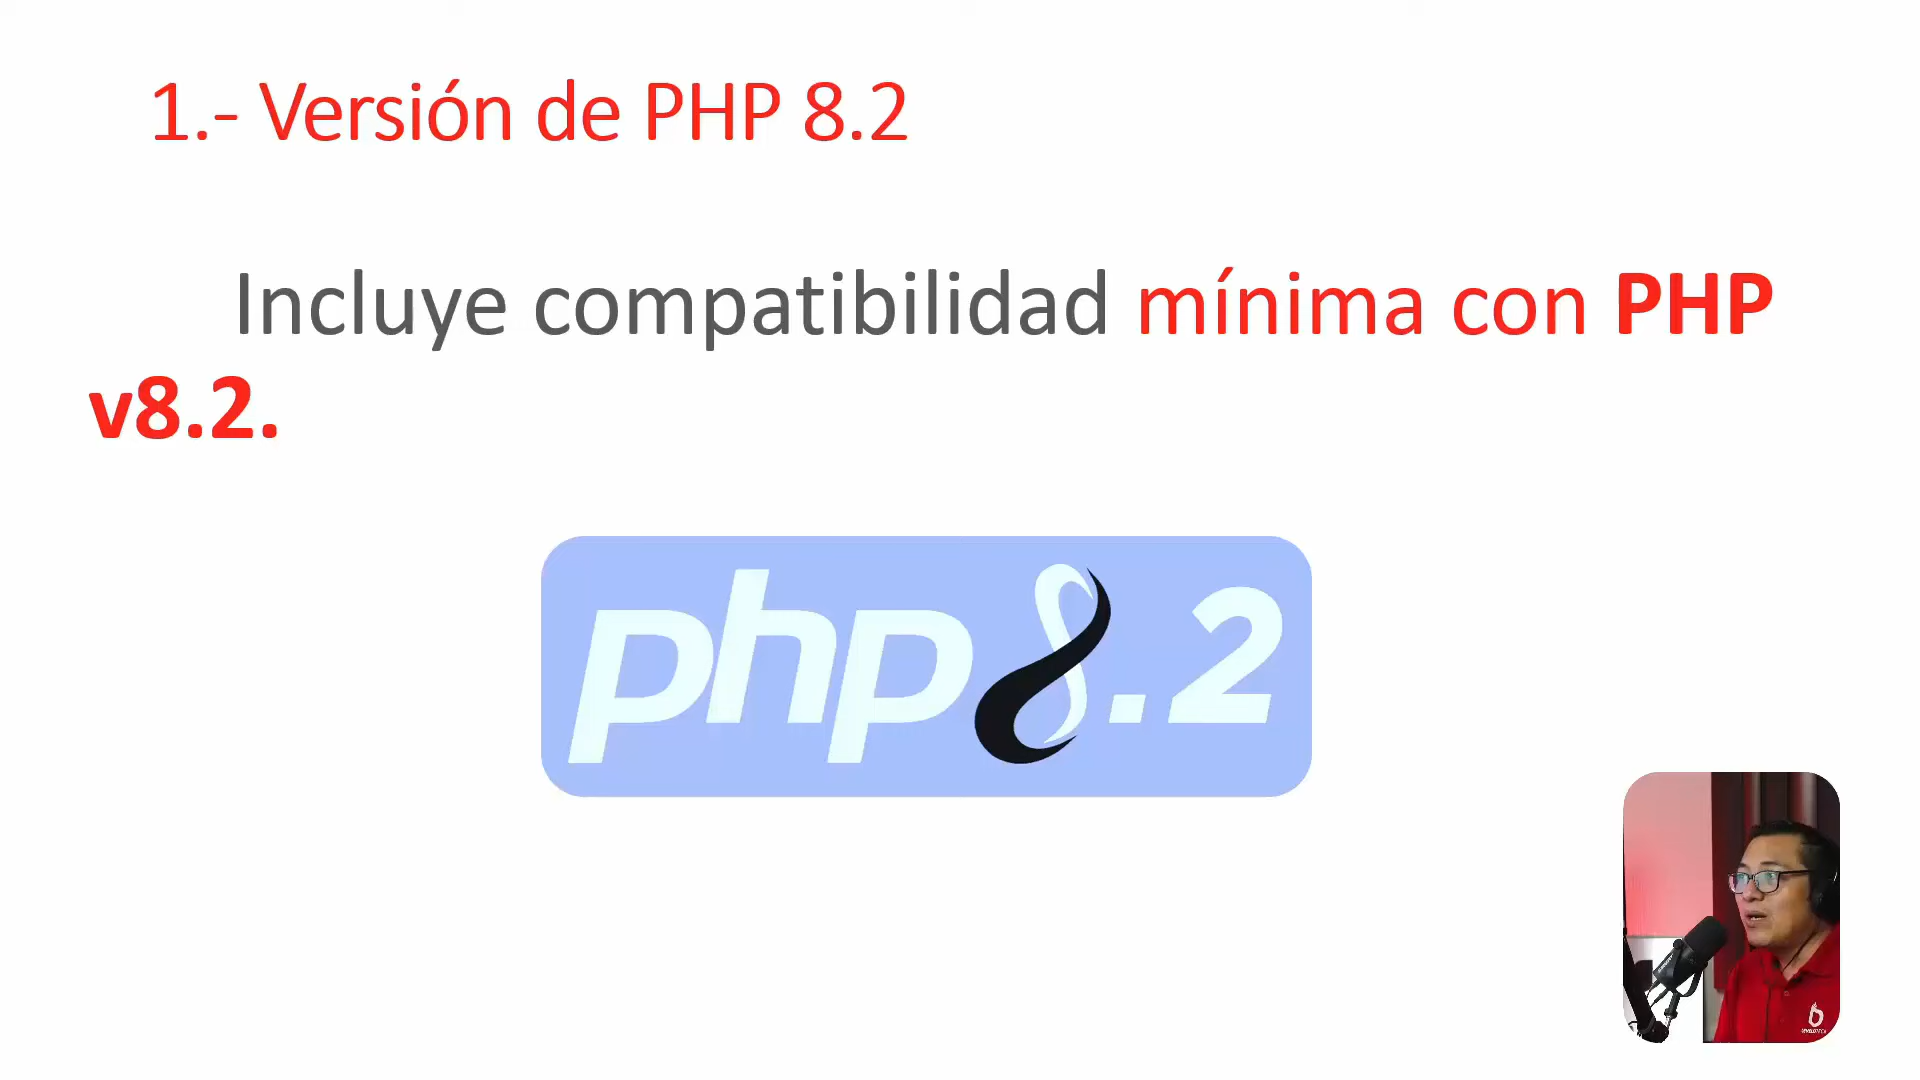 1.- Versión de PHP 8.2
Incluye compatibilidad mínima con PHP
v8.2.
php8.2